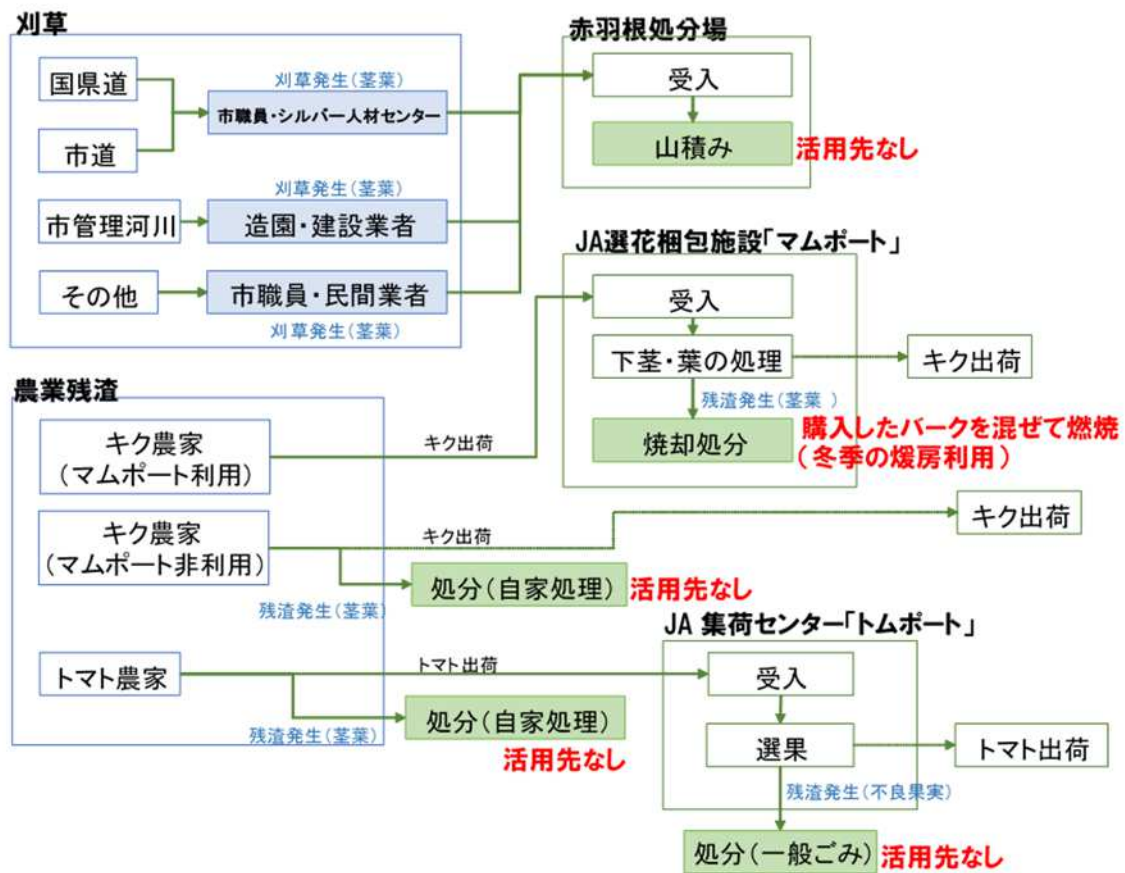 刈草
国県道
市道
刈草発生(茎葉)
市職員・シルバー人材センター
市管理河川
刈草発生(茎葉)
造園・建設業者
その他
市職員・民間業者
刈草発生(茎葉)
赤羽根処分場
受入
山積み
活用先なし
JA選花梱包施設「マムポート」
受入
下茎・葉の処理
キク出荷
残渣発生(茎葉 )
焼却処分
購入したバークを混ぜて燃焼
(冬季の煖房利用)
農業残渣
キク農家
(マムポート利用)
キク出荷
キク農家
(マムポート非利用)
キク出荷
キク出荷
処分(自家処理)
活用先なし
残渣発生(茎葉)
トマト農家
トマト出荷
処分(自家処理)
残渣発生(茎葉)
活用先なし
JA 集荷センター「トムポート」
受入
選果
トマト出荷
残渣発生(不良果実)
処分(一般ごみ)
活用先なし